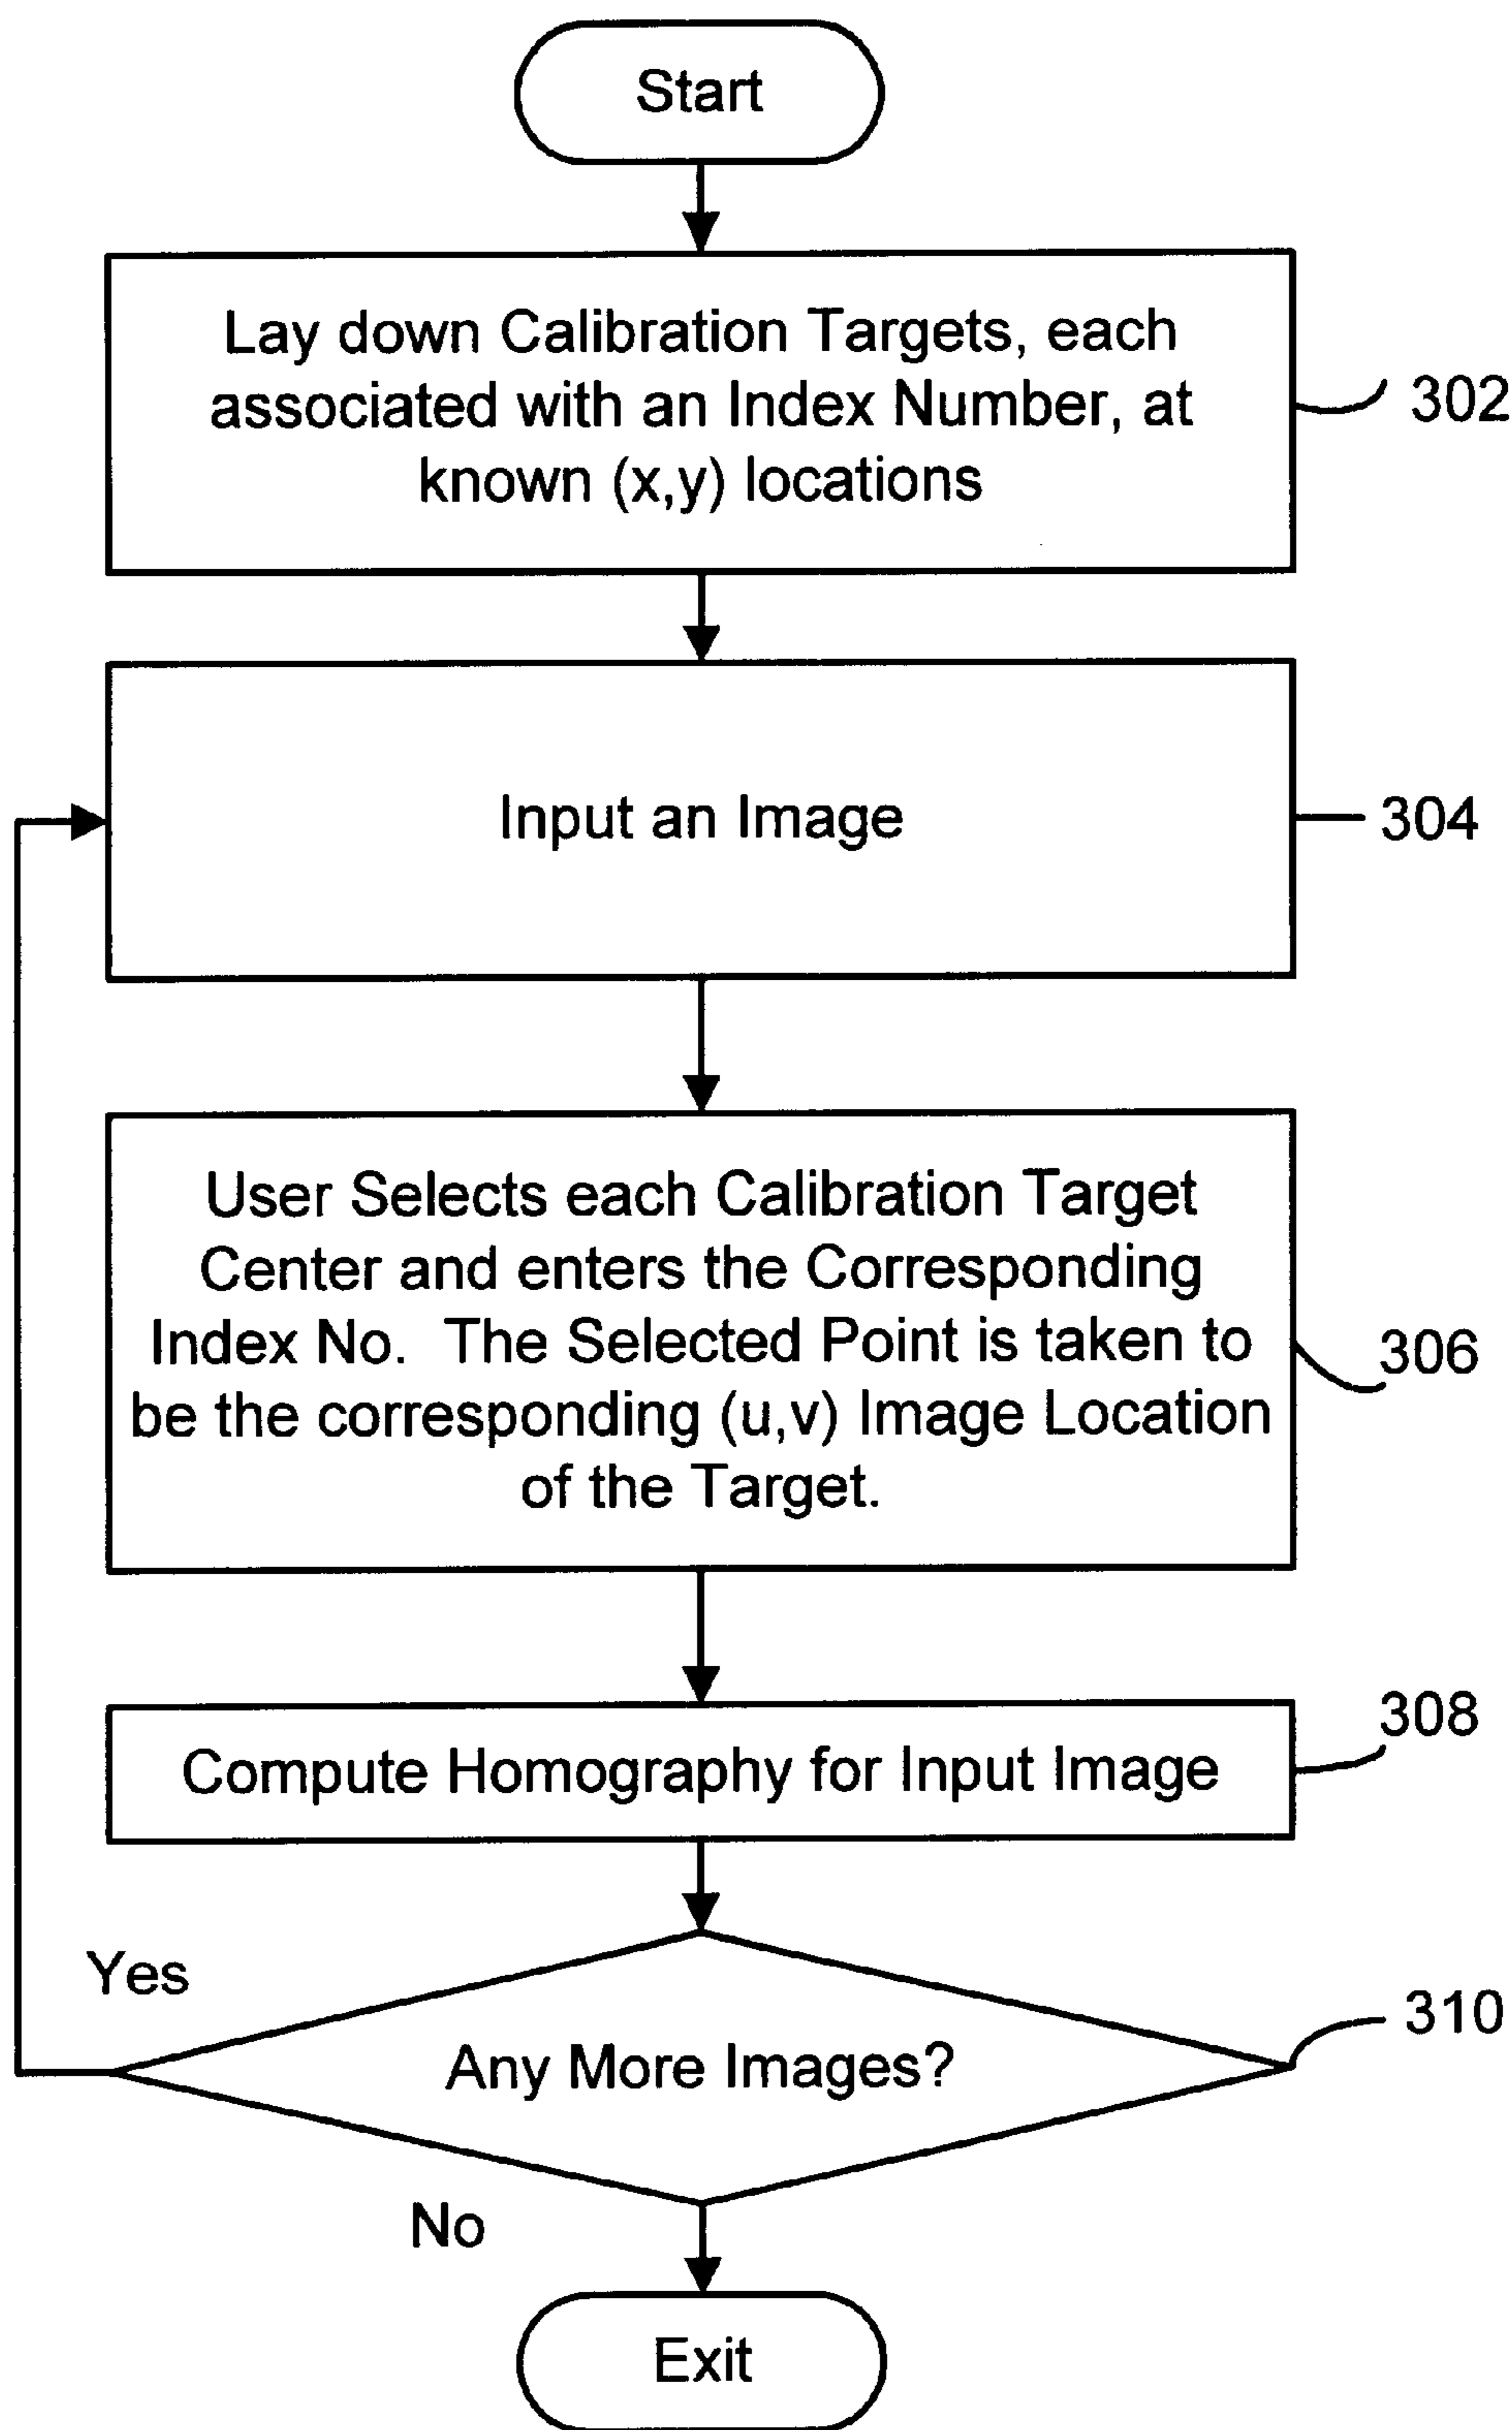 Start
Lay down Calibration Targets, each
associated with an Index Number, at
known (x,y) locations
302
Input an Image
304
User Selects each Calibration Target
Center and enters the Corresponding
Index No.  The Selected Point is taken to
be the corresponding (u,v) Image Location
of the Target.
306
Compute Homography for Input Image
308
Yes
Any More Images?
310
No
Exit